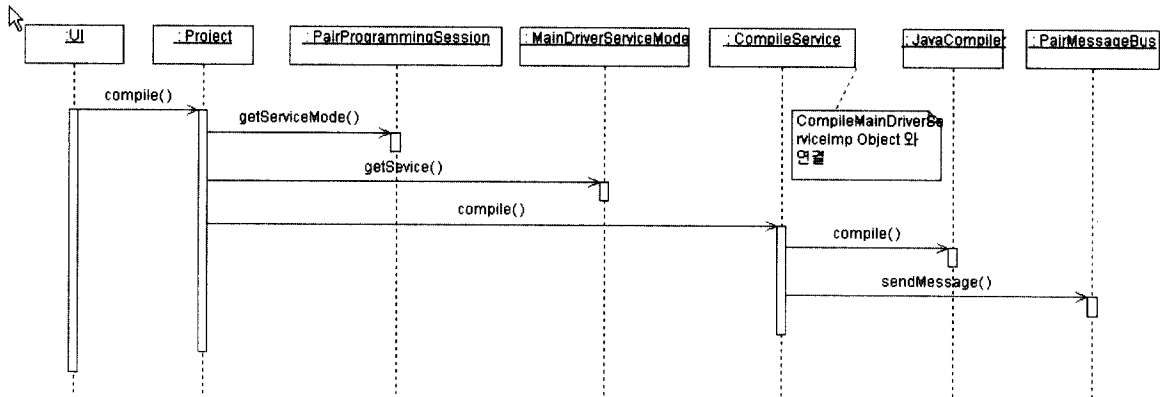 :UI
: Project
: PairProgrammingSession
: MainDriverServiceMode
: CompileService
: JavaCompiler
: PairMessageBus
compile()
getServiceMode()
getSevice()
compile()
CompileMainDriverSe
rviceImp Object 와
연결
compile()
sendMessage()